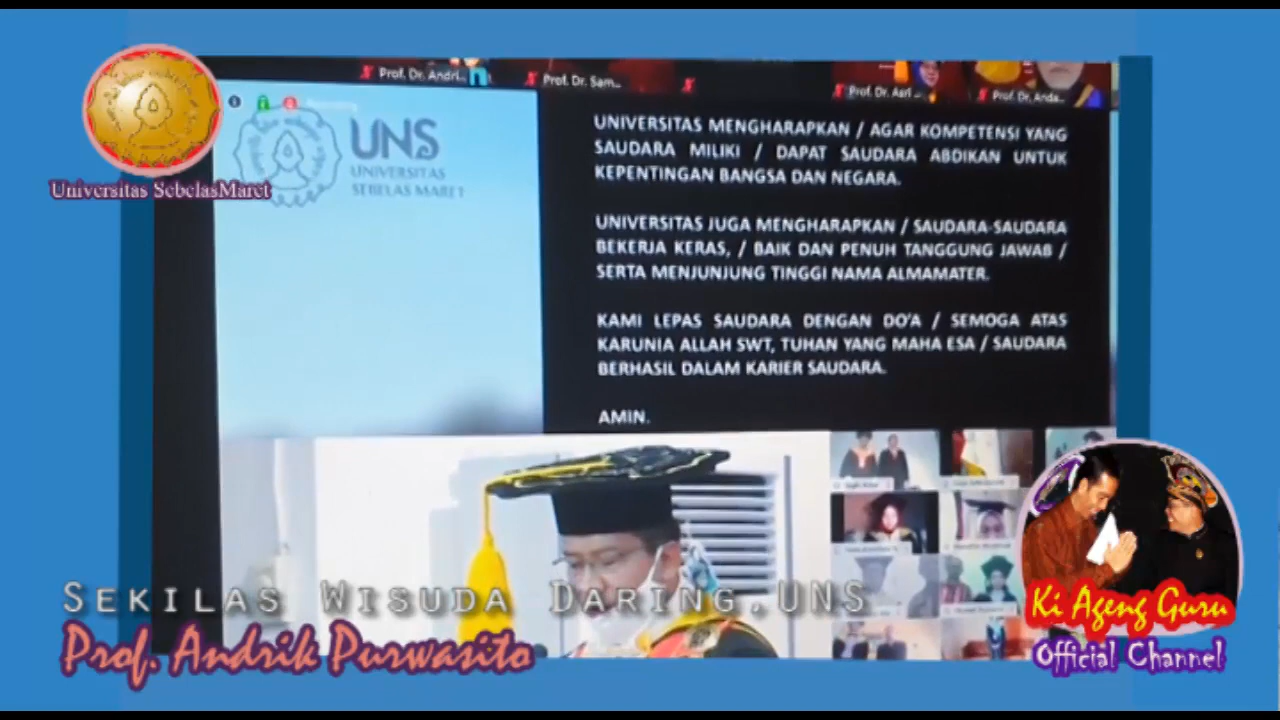 Prof. Dr. Andri...
Prof. Dr. Sam...
Prof. Dr. Asri ...
Prof. Dr. Anda...
Universitas SebelasMaret
UNS
UNIVERSITAS
SEBELAS MARET
UNIVERSITAS MENGHARAPKAN / AGAR KOMPETENSI YANG
SAUDARA MILIKI / DAPAT SAUDARA ABDIKAN UNTUK
KEPENTINGAN BANGSA DAN NEGARA.
UNIVERSITAS JUGA MENGHARAPKAN / SAUDARA-SAUDARA
BEKERJA KERAS, / BAIK DAN PENUH TANGGUNG JAWAB /
SERTA MENJUNJUNG TINGGI NAMA ALMAMATER.
KAMI LEPAS SAUDARA DENGAN DO'A / SEMOGA ATAS
KARUNIA ALLAH SWT, TUHAN YANG MAHA ESA / SAUDARA
BERHASIL DALAM KARIER SAUDARA.
AMIN.
Sekilas Wisuda Daring.UNS
Prof. Andrik Purwasito
Ki Ageng Guru
Official Channel